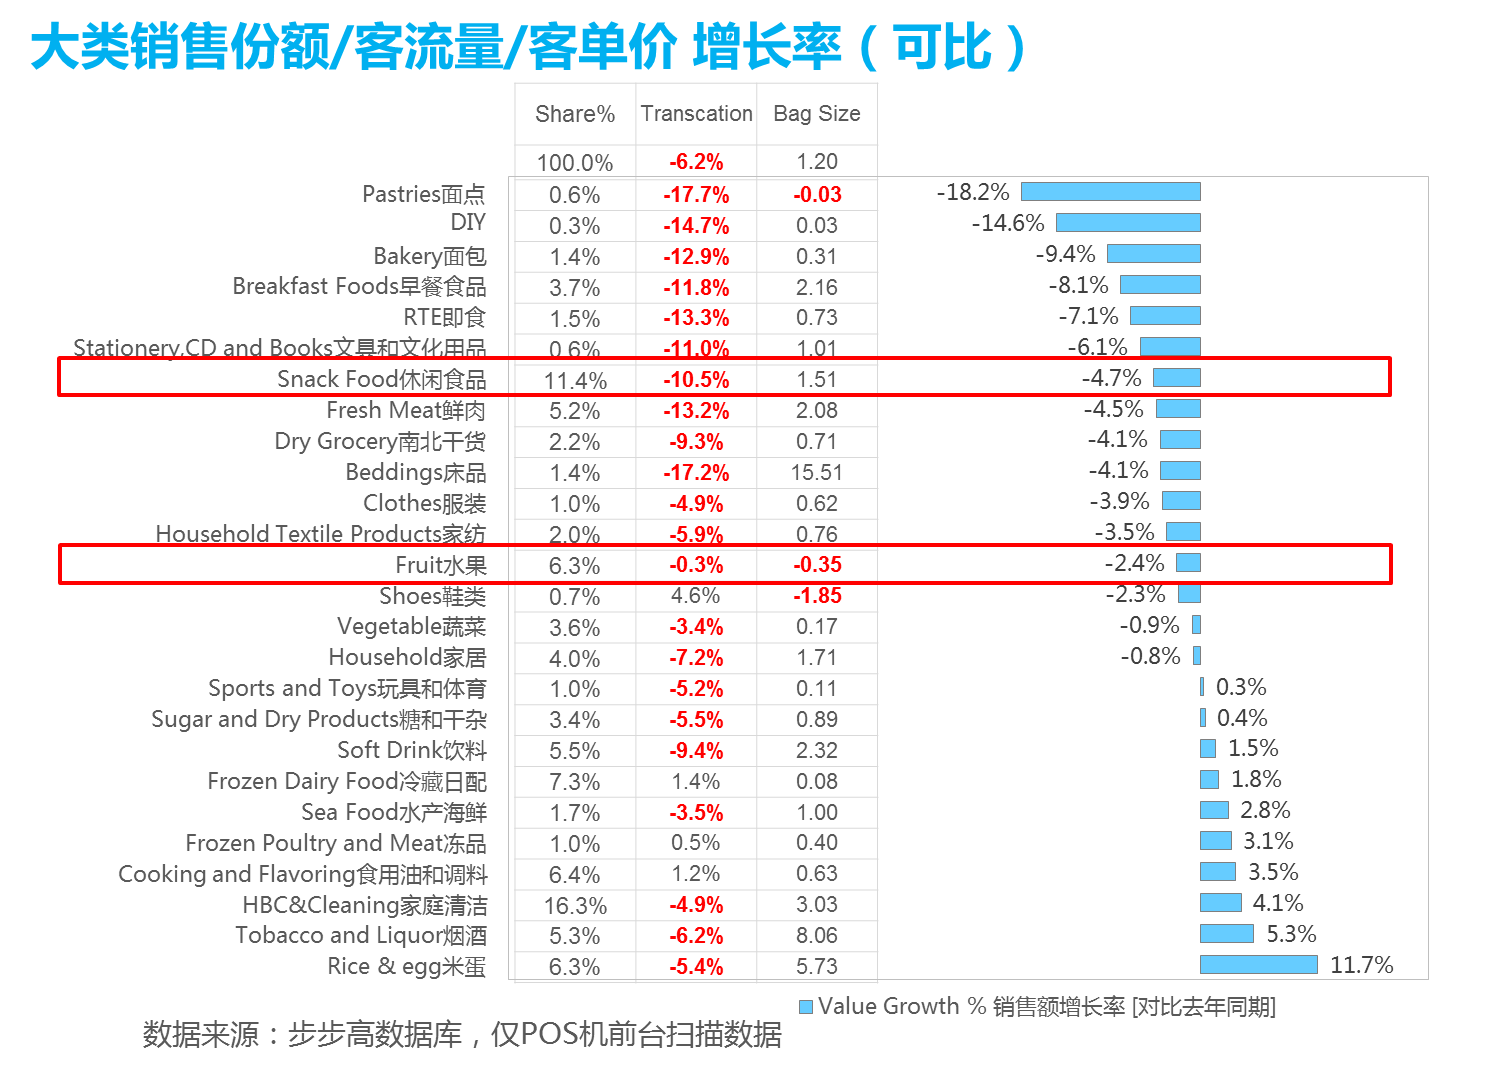 大类销售份额/客流量/客单价 增长率（可比）
Share% Transcation Bag Size
100.0% -6.2% 1.20
Pastries面点 0.6% -17.7% -0.03 -18.2%
DIY 0.3% -14.7% 0.03 -14.6%
Bakery面包 1.4% -12.9% 0.31 -9.4%
Breakfast Foods早餐食品 3.7% -11.8% 2.16 -8.1%
RTE即食 1.5% -13.3% 0.73 -7.1%
Stationery,CD and Books文具和文化用品 0.6% -11.0% 1.01 -6.1%
Snack Food休闲食品 11.4% -10.5% 1.51 -4.7%
Fresh Meat鲜肉 5.2% -13.2% 2.08 -4.5%
Dry Grocery南北干货 2.2% -9.3% 0.71 -4.1%
Beddings床品 1.4% -17.2% 15.51 -4.1%
Clothes服装 1.0% -4.9% 0.62 -3.9%
Household Textile Products家纺 2.0% -5.9% 0.76 -3.5%
Fruit水果 6.3% -0.3% -0.35 -2.4%
Shoes鞋类 0.7% 4.6% -1.85 -2.3%
Vegetable蔬菜 3.6% -3.4% 0.17 -0.9%
Household家居 4.0% -7.2% 1.71 -0.8%
Sports and Toys玩具和体育 1.0% -5.2% 0.11 0.3%
Sugar and Dry Products糖和干杂 3.4% -5.5% 0.89 0.4%
Soft Drink饮料 5.5% -9.4% 2.32 1.5%
Frozen Dairy Food冷藏日配 7.3% 1.4% 0.08 1.8%
Sea Food水产海鲜 1.7% -3.5% 1.00 2.8%
Frozen Poultry and Meat冻品 1.0% 0.5% 0.40 3.1%
Cooking and Flavoring食用油和调料 6.4% 1.2% 0.63 3.5%
HBC&Cleaning家庭清洁 16.3% -4.9% 3.03 4.1%
Tobacco and Liquor烟酒 5.3% -6.2% 8.06 5.3%
Rice & egg米蛋 6.3% -5.4% 5.73 11.7%
Value Growth % 销售额增长率 [对比去年同期]
数据来源：步步高数据库，仅POS机前台扫描数据